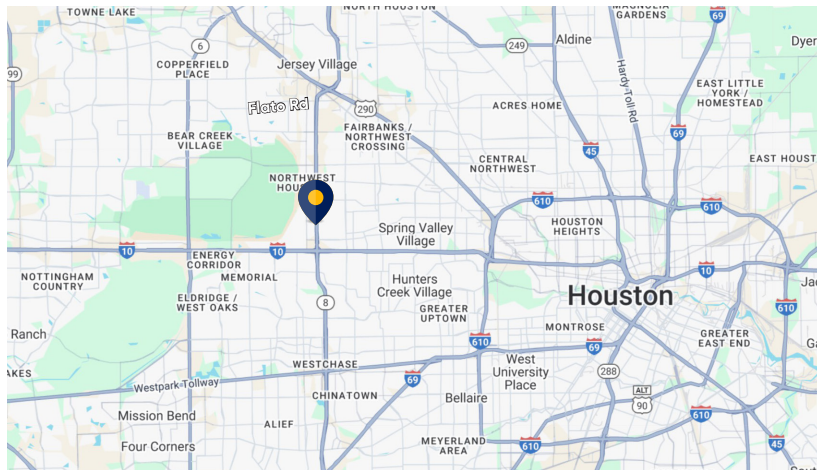 TOWNE LAKE
NORTH HOUSTON
GARDENS
69
6
249
Aldine
Dyer
99
COPPERFIELD
PLACE
Jersey Village
Hardy Toll Rd
EAST LITTLE
YORK /
HOMESTEAD
Flato Rd
290
ACRES HOME
BEAR CREEK
VILLAGE
FAIRBANKS /
NORTHWEST
CROSSING
69
45
CENTRAL
NORTHWEST
EAST HOUST
NORTHWEST
HOU
610
610
Spring Valley
Village
HOUSTON
HEIGHTS
10
10
ENERGY
CORRIDOR
10
NOTTINGHAM
COUNTRY
MEMORIAL
Hunters
Creek Village
Houston
ELDRIDGE /
WEST OAKS
8
GREATER
UPTOWN
610
MONTROSE
Ranch
610
69
GREATER
EAST END
WESTCHASE
West
University
Place
AKES
69
288
Westpark Tollway
CHINATOWN
Bellaire
ALT
90
Mission Bend
610
ALIEF
Four Corners
MEYERLAND
AREA
610
45